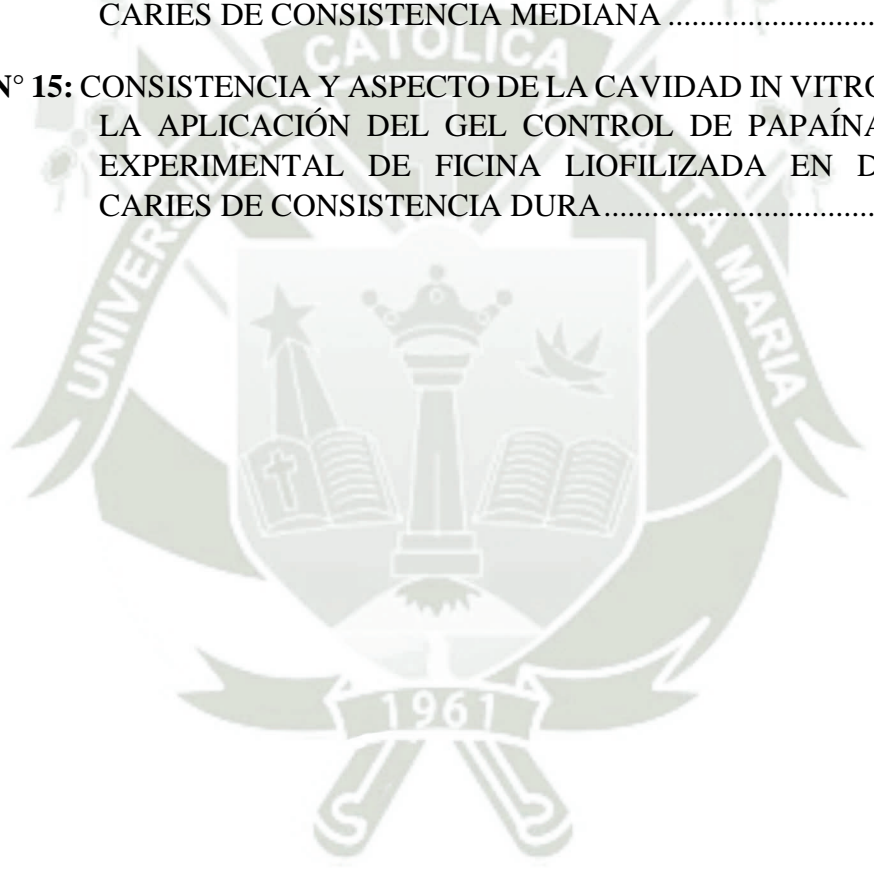 CARIES DE CONSISTENCIA MEDIANA ...........................
N° 15: CONSISTENCIA Y ASPECTO DE LA CAVIDAD IN VITRO
LA APLICACIÓN DEL GEL CONTROL DE PAPAÍNA
EXPERIMENTAL DE FICINA LIOFILIZADA EN D
CARIES DE CONSISTENCIA DURA...................................
UNIVERSIDAD CATOLICA SANTA MARIA
1961